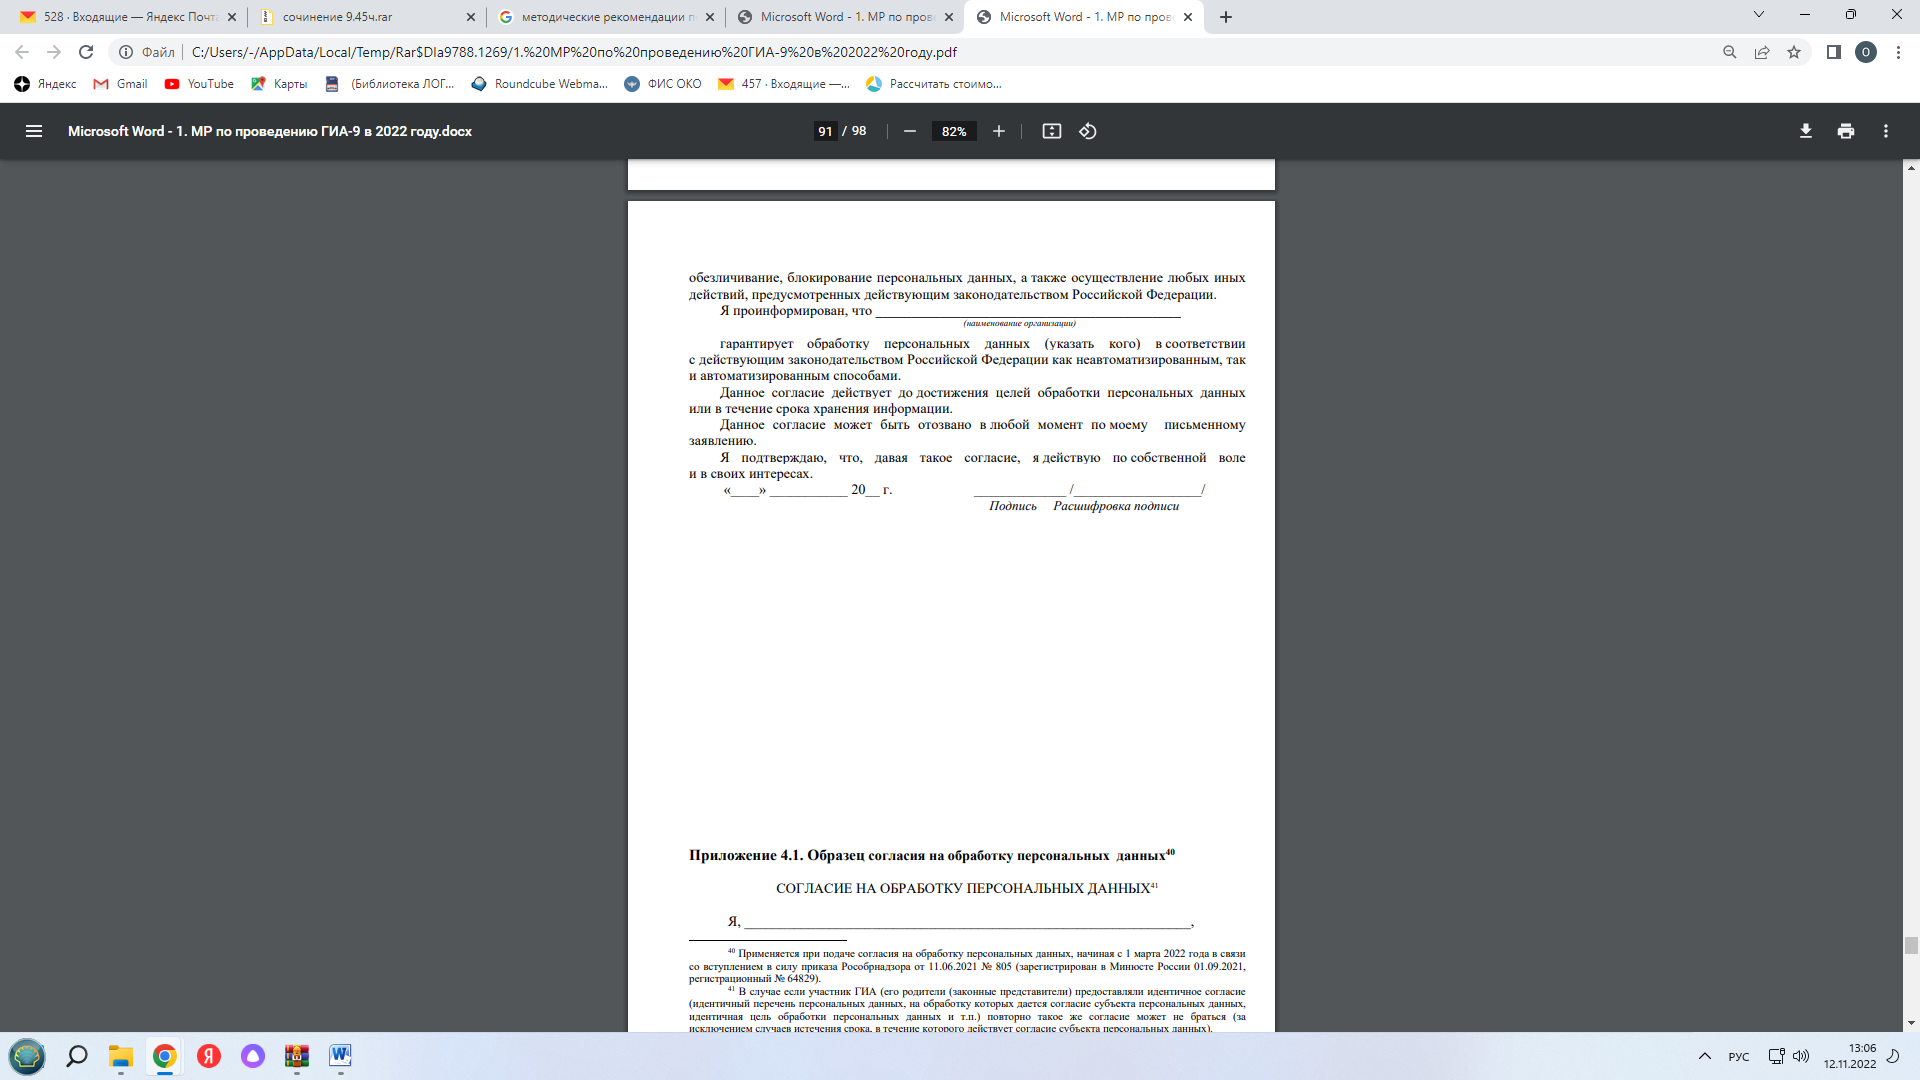 528 · Входящие — Яндекс Почта
сочинение 9.45ч.rar
методические рекомендации п
Microsoft Word - 1. МР по пров
Microsoft Word - 1. МР по пров
Файл
C:/Users/-/AppData/Local/Temp/Rar$DIa9788.1269/1.%20МР%20по%20проведению%20ГИА-9%20в%202022%20году.pdf
О
Яндекс
Gmail
YouTube
Карты
(Библиотека ЛОГ...
Roundcube Webma...
ФИС ОКО
457 · Входящие —...
Рассчитать стоимо...
Microsoft Word - 1. МР по проведению ГИА-9 в 2022 году.docx
91 / 98
82%
обезличивание, блокирование персональных данных, а также осуществление любых иных
действий, предусмотренных действующим законодательством Российской Федерации.
Я проинформирован, что ____________________________________________
(наименование организации)
гарантирует обработку персональных данных (указать кого) в соответствии
с действующим законодательством Российской Федерации как неавтоматизированным, так
и автоматизированным способами.
Данное согласие действует до достижения целей обработки персональных данных
или в течение срока хранения информации.
Данное согласие может быть отозвано в любой момент по моему письменному
заявлению.
Я подтверждаю, что, давая такое согласие, я действую по собственной воле
и в своих интересах.
«____» ___________ 20__ г. _____________ /__________________/
Подпись Расшифровка подписи
Приложение 4.1. Образец согласия на обработку персональных данных40
СОГЛАСИЕ НА ОБРАБОТКУ ПЕРСОНАЛЬНЫХ ДАННЫХ41
Я, _______________________________________________________________,
40 Применяется при подаче согласия на обработку персональных данных, начиная с 1 марта 2022 года в связи
со вступлением в силу приказа Рособрнадзора от 11.06.2021 № 805 (зарегистрирован в Минюсте России 01.09.2021,
регистрационный № 64829).
41 В случае если участник ГИА (его родители (законные представители) предоставляли идентичное согласие
(идентичный перечень персональных данных, на обработку которых дается согласие субъекта персональных данных,
идентичная цель обработки персональных данных и т.п.) повторно такое же согласие может не браться (за
исключением случаев истечения срока, в течение которого действует согласие субъекта персональных данных).
РУС
13:06
12.11.2022